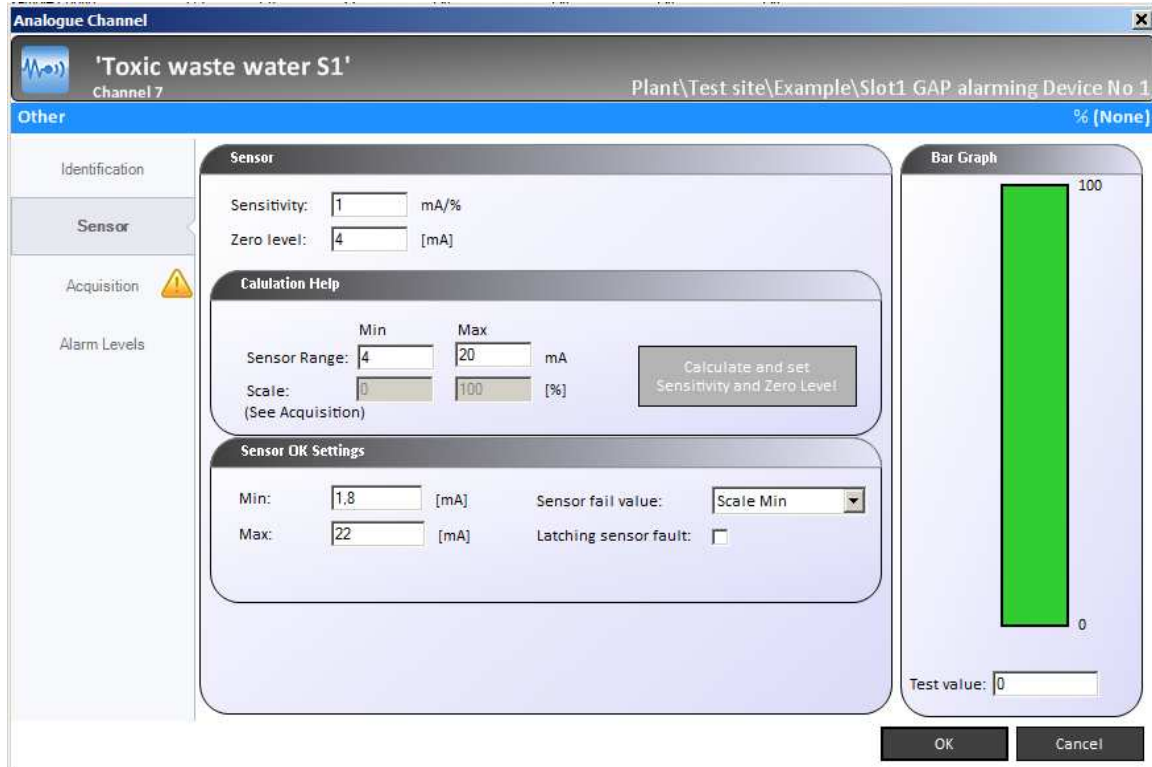 Analogue Channel
'Toxic waste water S1'
Channel 7
Plant\Test site\Example\Slot1 GAP alarming Device No 1
Other
% (None)
Identification
Sensor
Acquisition
Alarm Levels
Sensor
Sensitivity: 1 mA/%
Zero level: 4 [mA]
Calulation Help
Min Max
Sensor Range: 4 20 mA
Scale: 0 100 [%]
(See Acquisition)
Calculate and set
Sensitivity and Zero Level
Sensor OK Settings
Min: 1,8 [mA] Sensor fail value: Scale Min
Max: 22 [mA] Latching sensor fault:
Bar Graph
100
0
Test value: 0
OK Cancel